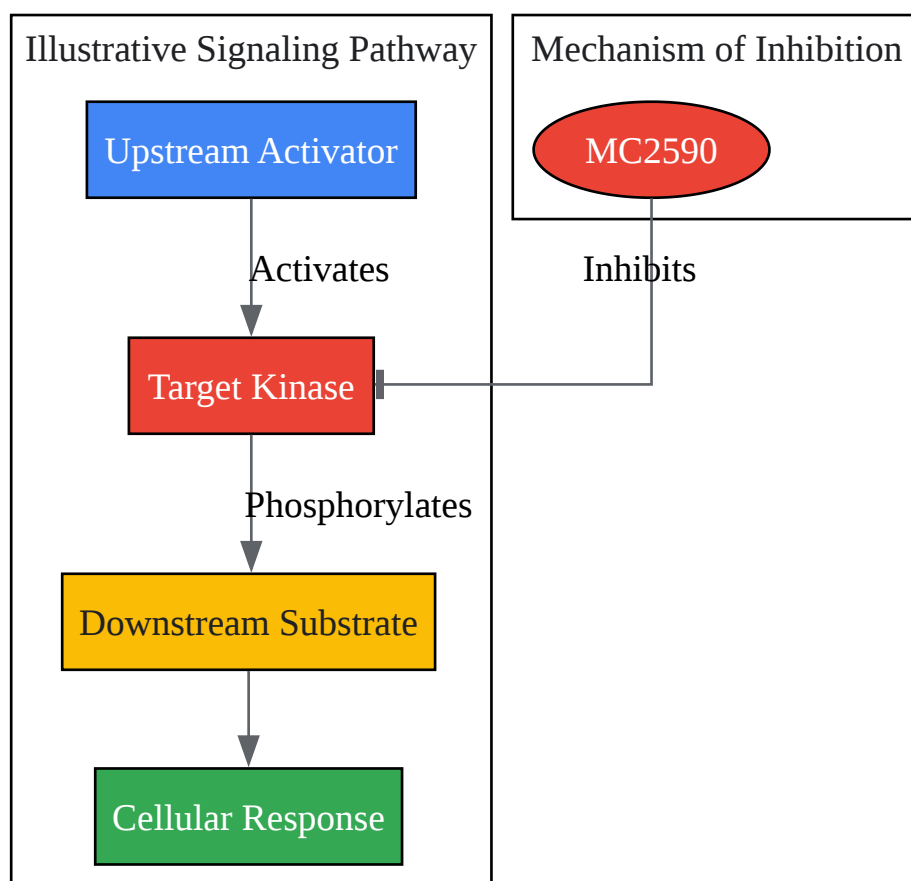 Illustrative Signaling Pathway
Mechanism of Inhibition
Upstream Activator
MC2590
Activates
Inhibits
Target Kinase
Phosphorylates
Downstream Substrate
Cellular Response